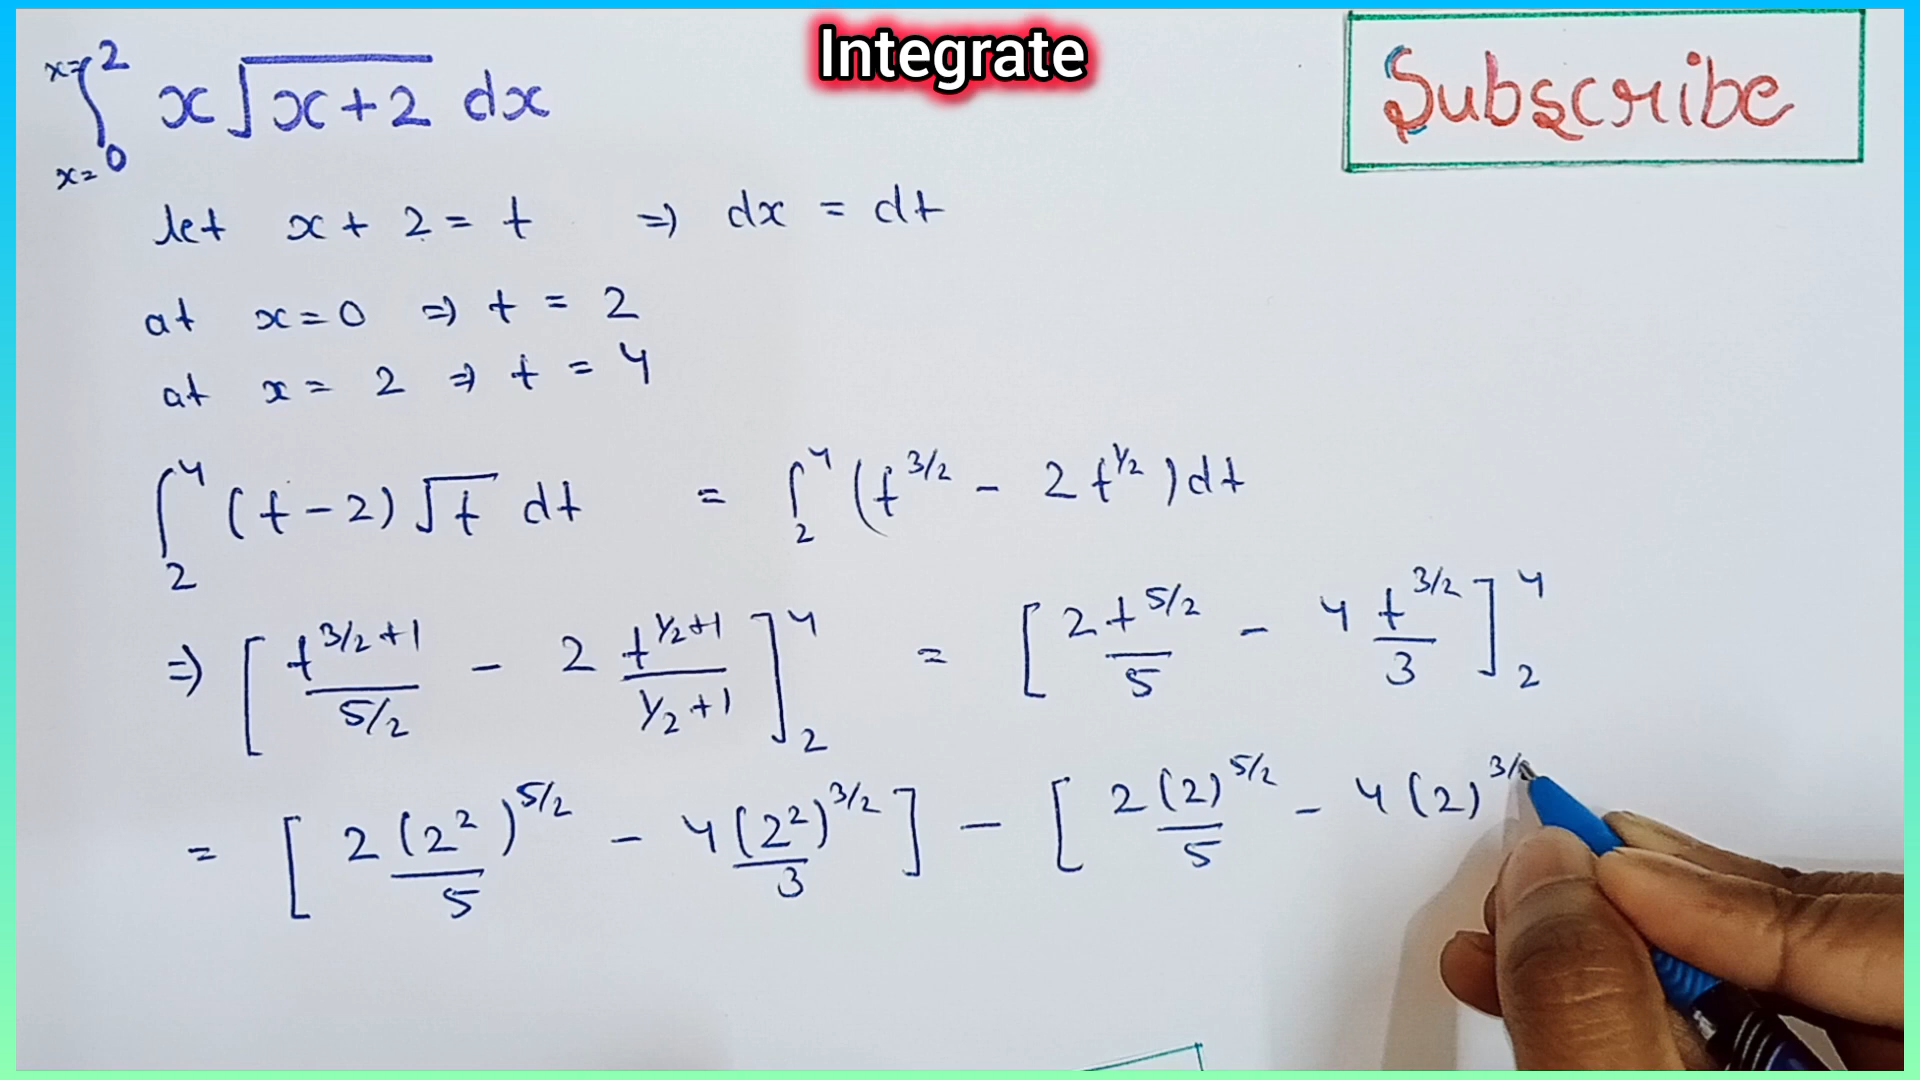 Integrate
Subscribe
x=2 ∫ x=0 x√(x+2) dx
let x + 2 = t ⇒ dx = dt
at x=0 ⇒ t = 2
at x = 2 ⇒ t = 4
∫₂⁴ (t-2)√t dt = ∫₂⁴ (t^3/2 - 2t^1/2) dt
⇒ [ t^(3/2+1)/(5/2) - 2 t^(1/2+1)/(1/2+1) ]₂⁴ = [ 2t^5/2/5 - 4 t^3/2/3 ]₂⁴
= [ 2(2²)^5/2/5 - 4(2²)^3/2/3 ] - [ 2(2)^5/2/5 - 4(2)^3/